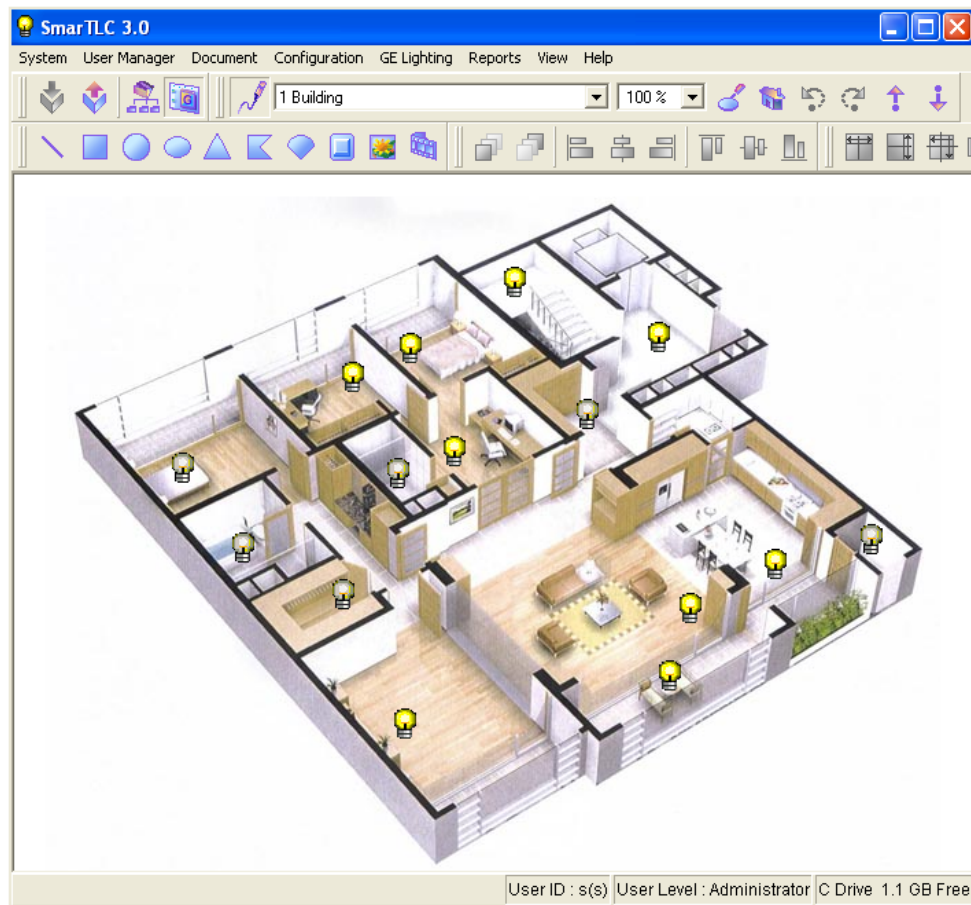 SmarTLC 3.0
System User Manager Document Configuration GE Lighting Reports View Help
G 1 Building 100 %
User ID : s(s) User Level : Administrator C Drive 1.1 GB Free